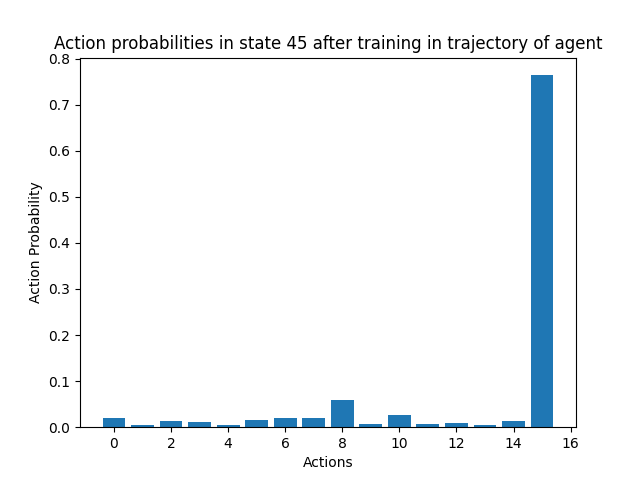 Action probabilities in state 45 after training in trajectory of agent
0.8
0.7
0.6
0.5
0.4
0.3
0.2
0.1
0.0
Action Probability
0 2 4 6 8 10 12 14 16
Actions